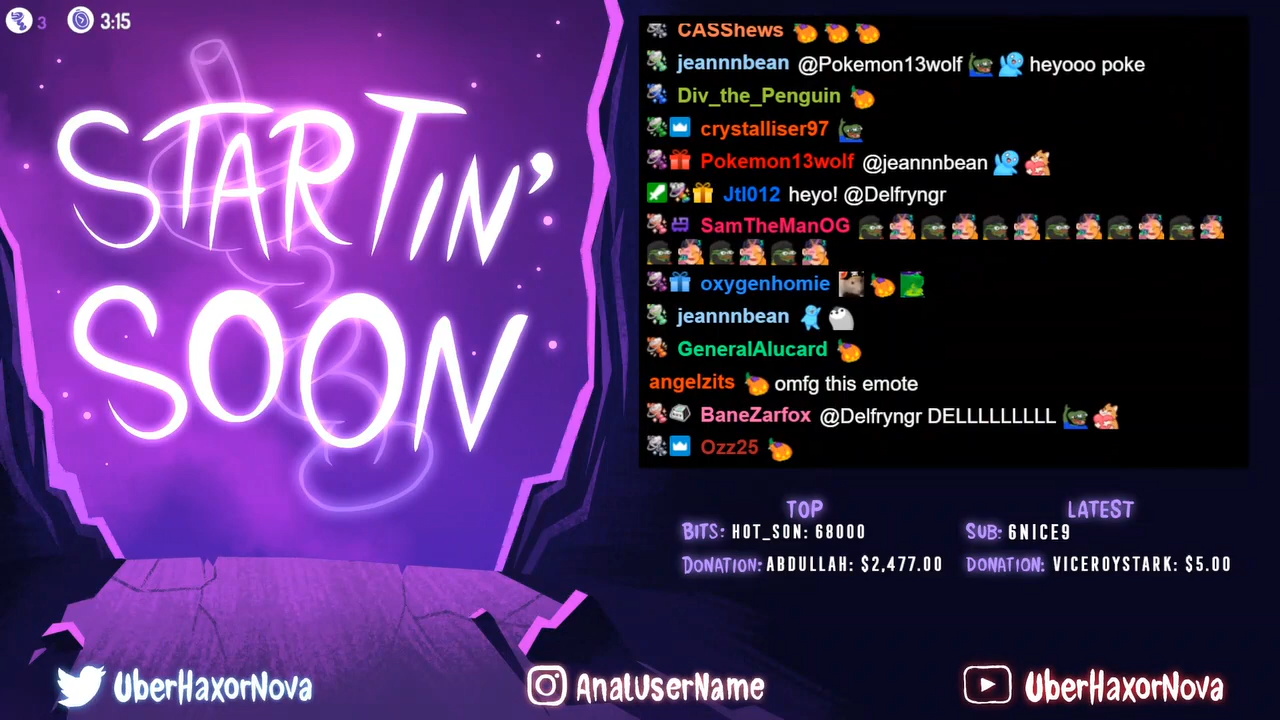 3 3:15
STARTIN'
SOON
CASShews
jeannnbean @Pokemon13wolf heyooo poke
Div_the_Penguin
crystalliser97
Pokemon13wolf @jeannnbean
Jtl012 heyo! @Delfryngr
SamTheManOG
oxygenhomie
jeannnbean
GeneralAlucard
angelzits omfg this emote
BaneZarfox @Delfryngr DELLLLLLLLL
Ozz25
TOP
BITS: HOT_SON: 68000
DONATION: ABDULLAH: $2,477.00
LATEST
SUB: 6NICE9
DONATION: VICEROYSTARK: $5.00
UberHaxorNova
AnalUserName
UberHaxorNova